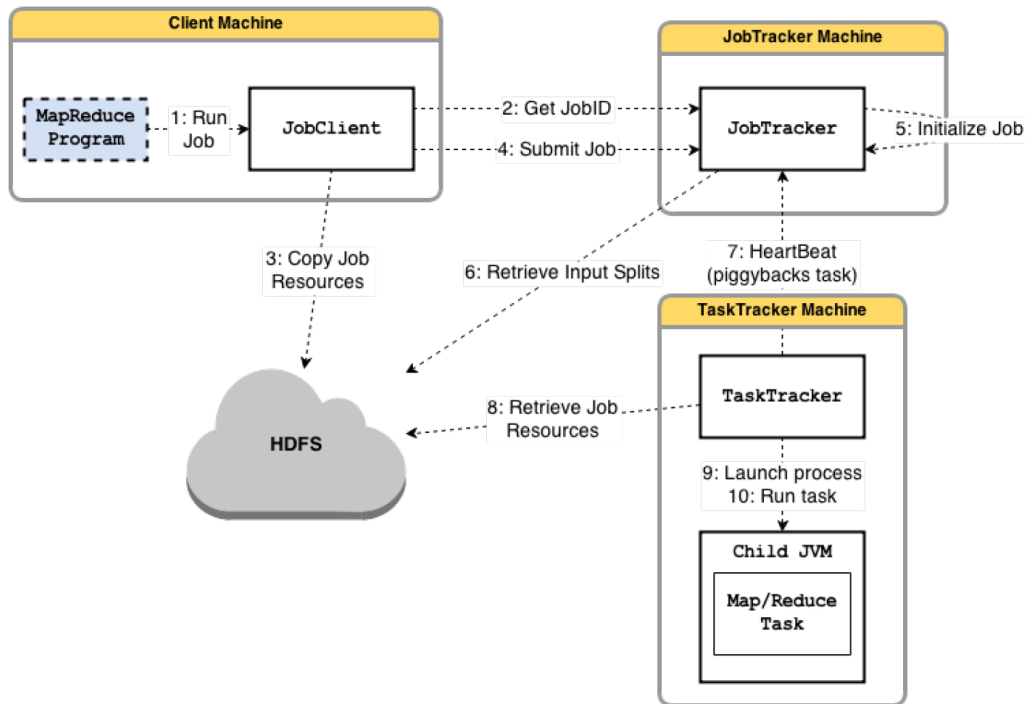 Client Machine
JobTracker Machine
MapReduce
Program
1: Run
Job
JobClient
2: Get JobID
4: Submit Job
JobTracker
5: Initialize Job
3: Copy Job
Resources
6: Retrieve Input Splits
7: HeartBeat
(piggybacks task)
TaskTracker Machine
TaskTracker
8: Retrieve Job
Resources
HDFS
9: Launch process
10: Run task
Child JVM
Map/Reduce
Task